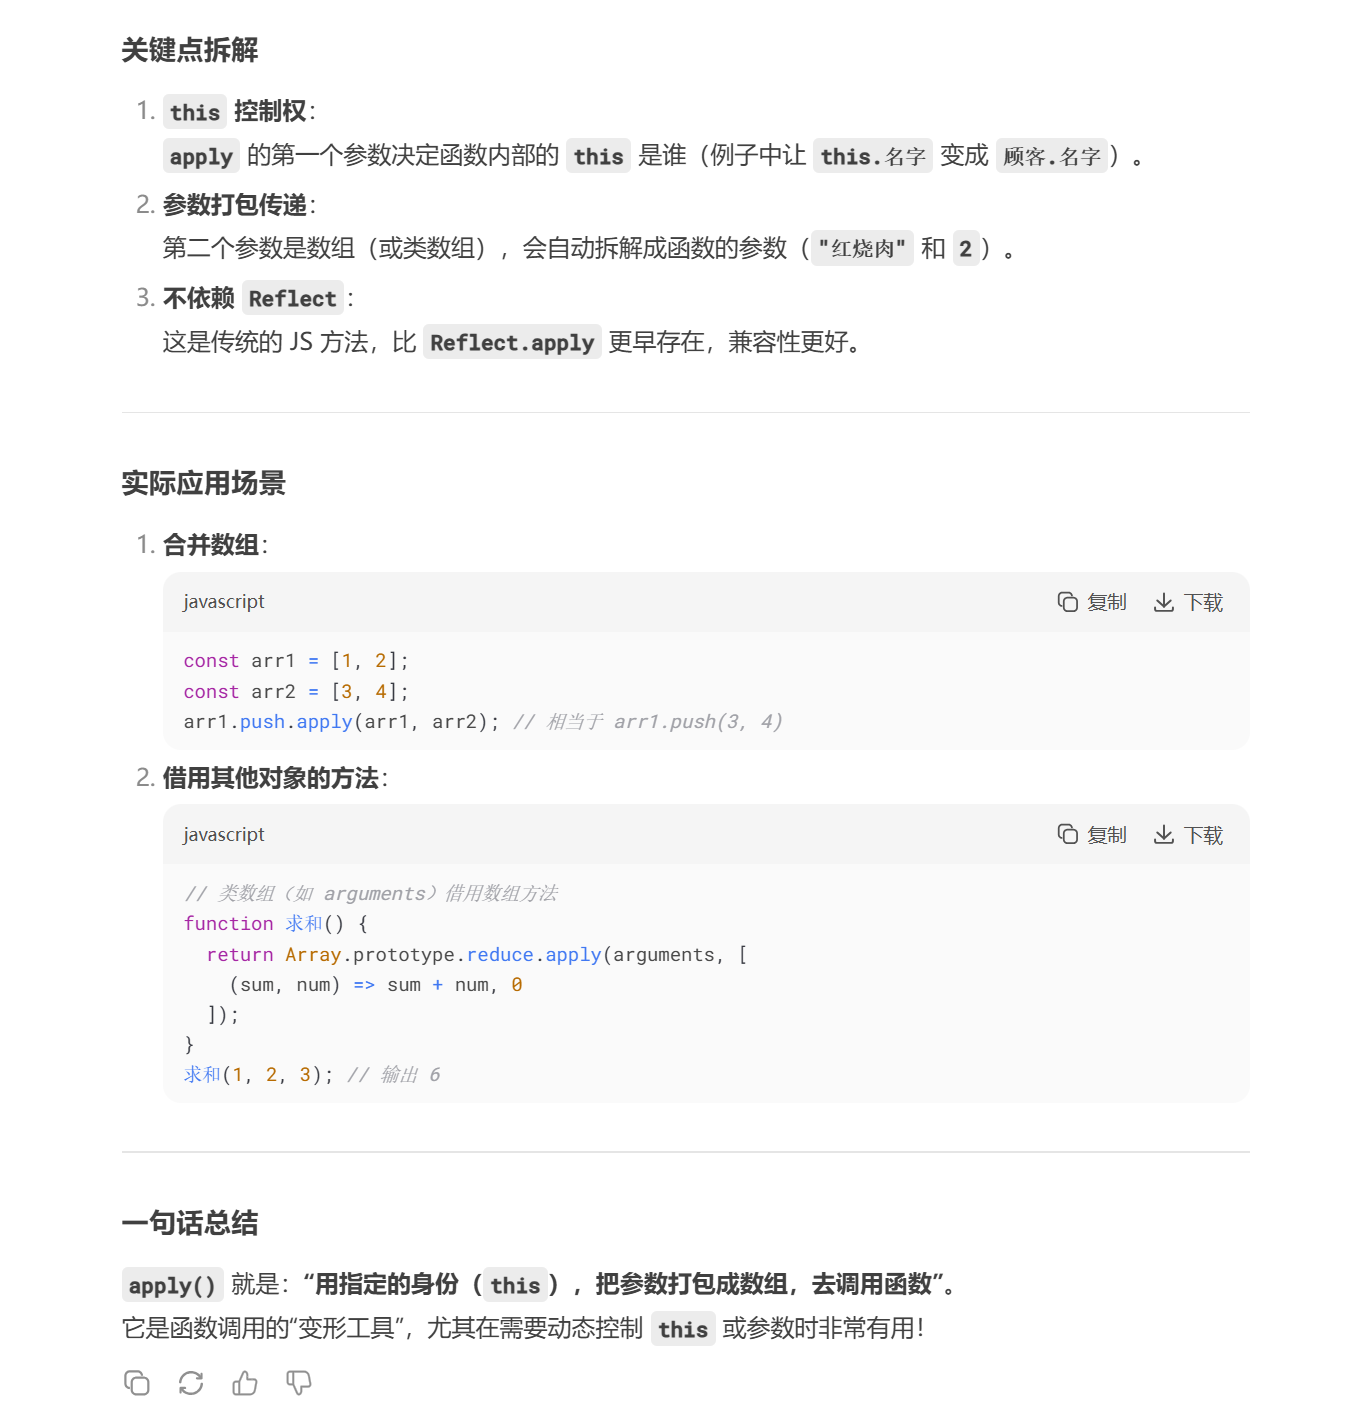 关键点拆解
1. this 控制权：
apply 的第一个参数决定函数内部的 this 是谁（例子中让 this.名字 变成 顾客.名字）。
2. 参数打包传递：
第二个参数是数组（或类数组），会自动拆解成函数的参数（"红烧肉" 和 2）。
3. 不依赖 Reflect：
这是传统的 JS 方法，比 Reflect.apply 更早存在，兼容性更好。
实际应用场景
1. 合并数组：
javascript 复制 下载
const arr1 = [1, 2];
const arr2 = [3, 4];
arr1.push.apply(arr1, arr2); // 相当于 arr1.push(3, 4)
2. 借用其他对象的方法：
javascript 复制 下载
// 类数组（如 arguments）借用数组方法
function 求和() {
  return Array.prototype.reduce.apply(arguments, [
    (sum, num) => sum + num, 0
  ]);
}
求和(1, 2, 3); // 输出 6
一句话总结
apply() 就是：“用指定的身份（this），把参数打包成数组，去调用函数”。
它是函数调用的“变形工具”，尤其在需要动态控制 this 或参数时非常有用！